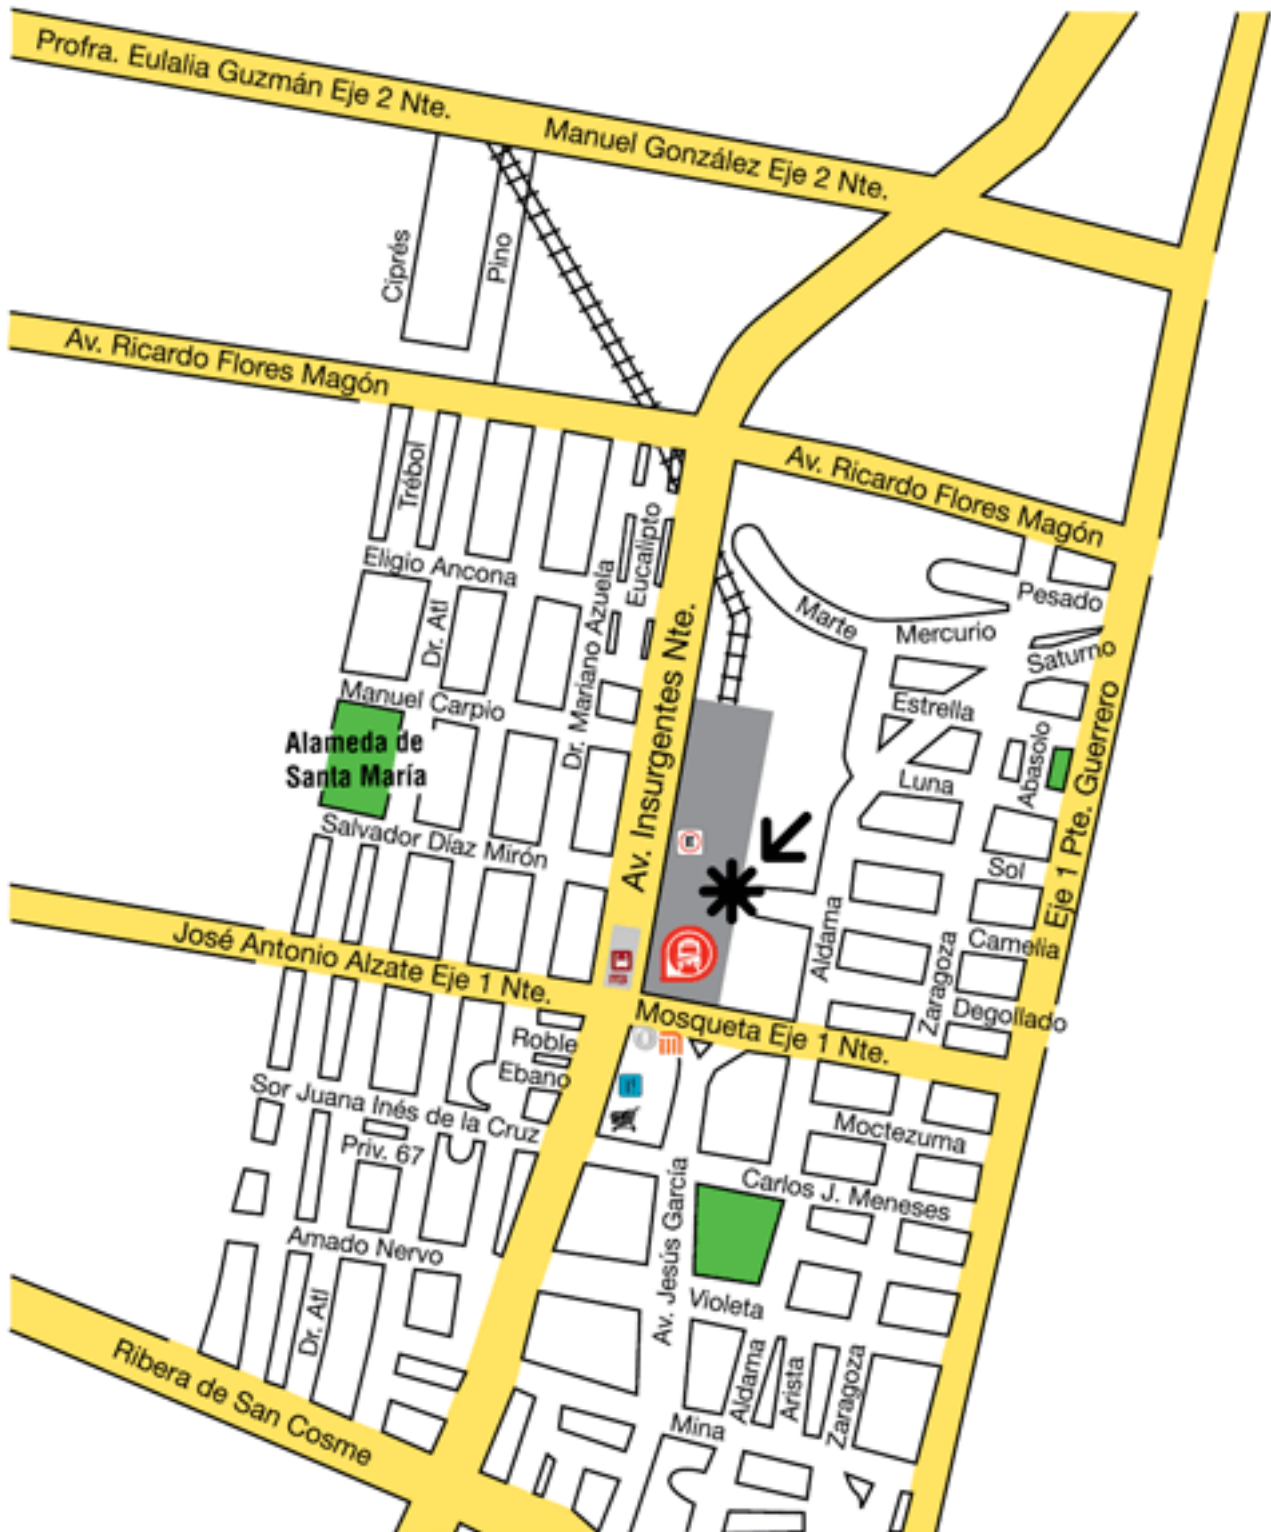 Profra. Eulalia Guzmán Eje 2 Nte.
Manuel González Eje 2 Nte.
Ciprés
Pino
Av. Ricardo Flores Magón
Av. Ricardo Flores Magón
Trébol
Eligio Ancona
Eucalipto
Dr. Mariano Azuela
Dr. Atl
Marte
Mercurio
Pesado
Saturno
Manuel Carpio
Estrella
Alameda de
Santa María
Av. Insurgentes Nte.
Abasolo
Eje 1 Pte. Guerrero
Luna
Salvador Díaz Mirón
Sol
José Antonio Alzate Eje 1 Nte.
Aldama
Camelia
Zaragoza
Degollado
Mosqueta Eje 1 Nte.
Roble
Ebano
Sor Juana Inés de la Cruz
Priv. 67
Moctezuma
Carlos J. Meneses
Av. Jesús García
Amado Nervo
Dr. Atl
Violeta
Ribera de San Cosme
Aldama
Arista
Zaragoza
Mina